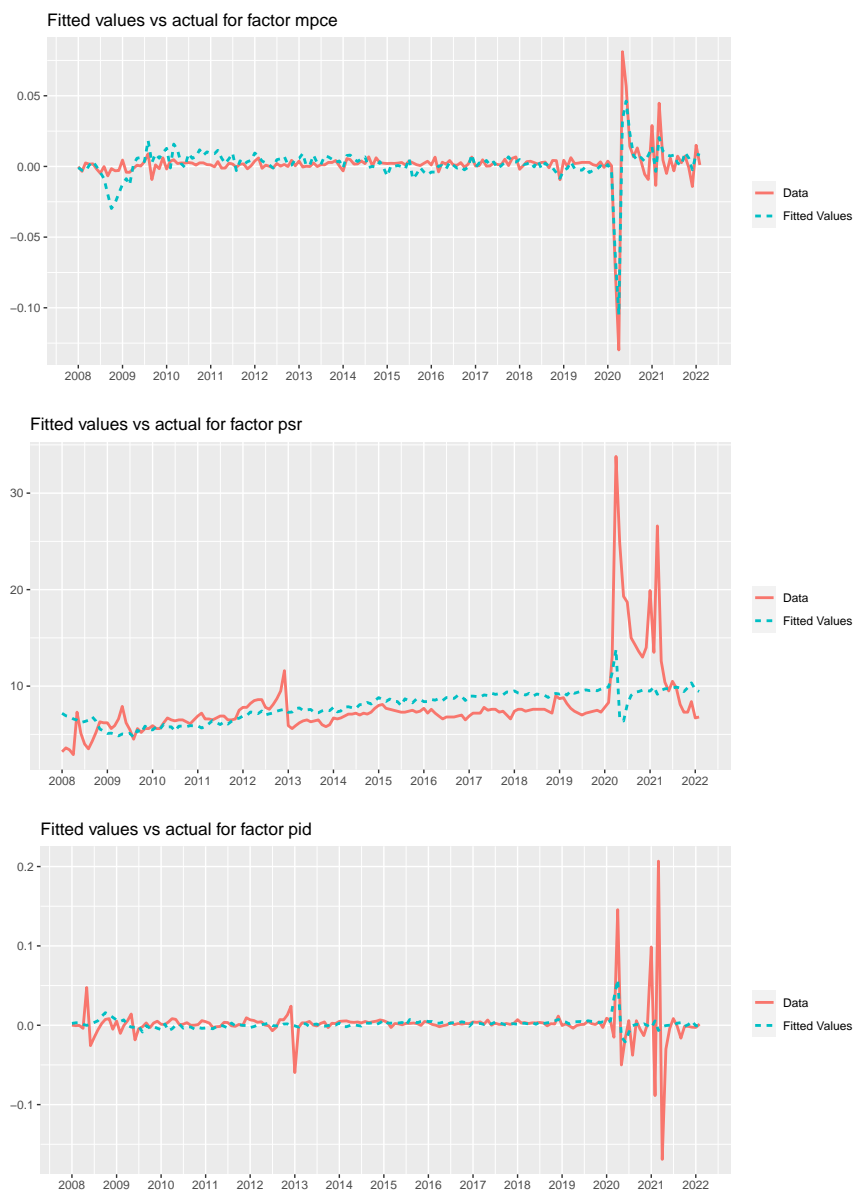 Fitted values vs actual for factor mpce
0.05
0.00
−0.05
−0.10
2008 2009 2010 2011 2012 2013 2014 2015 2016 2017 2018 2019 2020 2021 2022
Data
Fitted Values
Fitted values vs actual for factor psr
30
20
10
2008 2009 2010 2011 2012 2013 2014 2015 2016 2017 2018 2019 2020 2021 2022
Data
Fitted Values
Fitted values vs actual for factor pid
0.2
0.1
0.0
−0.1
2008 2009 2010 2011 2012 2013 2014 2015 2016 2017 2018 2019 2020 2021 2022
Data
Fitted Values